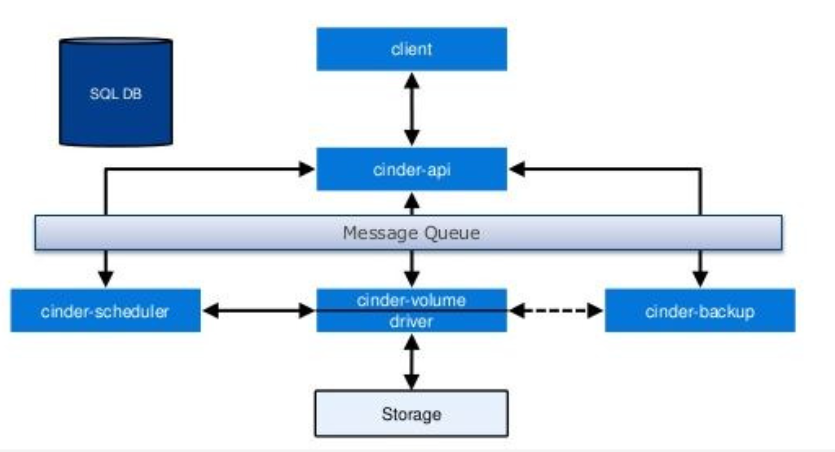 client
SQL DB
cinder-api
Message Queue
cinder-scheduler
cinder-volume
driver
cinder-backup
Storage